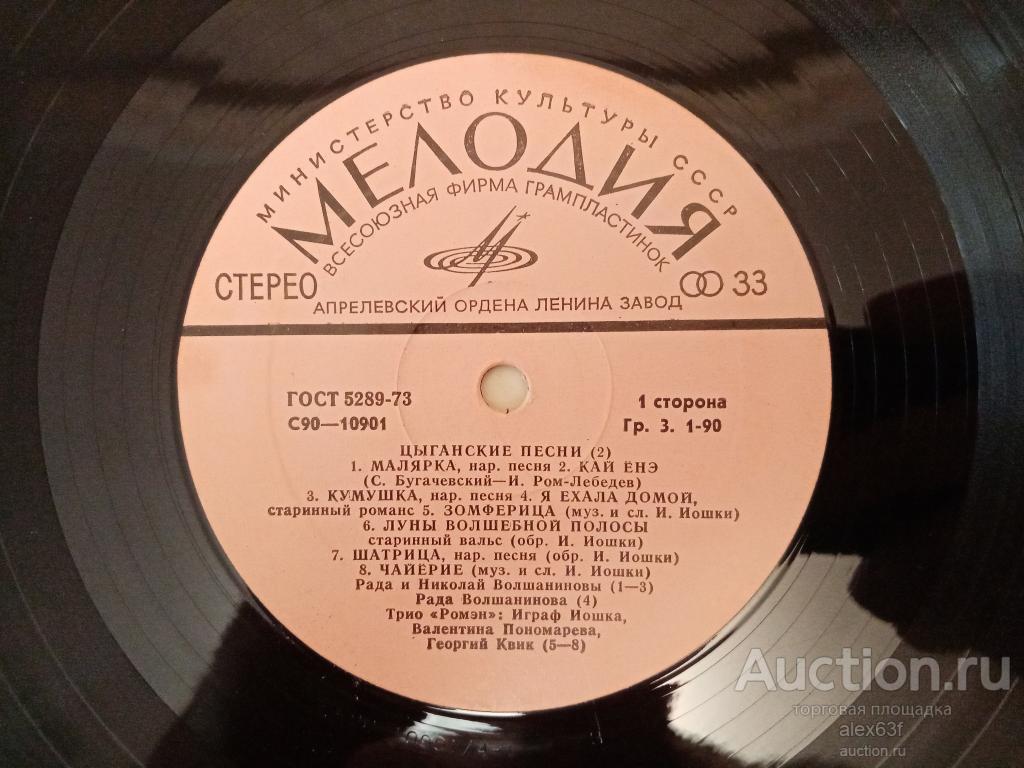 МИНИСТЕРСТВО КУЛЬТУРЫ СССР
МЕЛОДИЯ
ВСЕСОЮЗНАЯ ФИРМА ГРАМПЛАСТИНОК
СТЕРЕО
33
АПРЕЛЕВСКИЙ ОРДЕНА ЛЕНИНА ЗАВОД
ГОСТ 5289-73
1 сторона
С90—10901
Гр. 3. 1-90
ЦЫГАНСКИЕ ПЕСНИ (2)
1. МАЛЯРКА, нар. песня 2. КАЙ ЁНЭ
(С. Бугачевский—И. Ром-Лебедев)
3. КУМУШКА, нар. песня 4. Я ЕХАЛА ДОМОЙ,
старинный романс 5. ЗОМФЕРИЦА (муз. и сл. И. Иошки)
6. ЛУНЫ ВОЛШЕБНОЙ ПОЛОСЫ
старинный вальс (обр. И. Иошки)
7. ШАТРИЦА, нар. песня (обр. И. Иошки)
8. ЧАЙЁРИЕ (муз. и сл. И. Иошки)
Рада и Николай Волшаниновы (1—3)
Рада Волшанинова (4)
Трио «Ромэн»: Играф Иошка,
Валентина Пономарева,
Георгий Квик (5—8)
Auction.ru
торговая площадка
alex63f
auction.ru